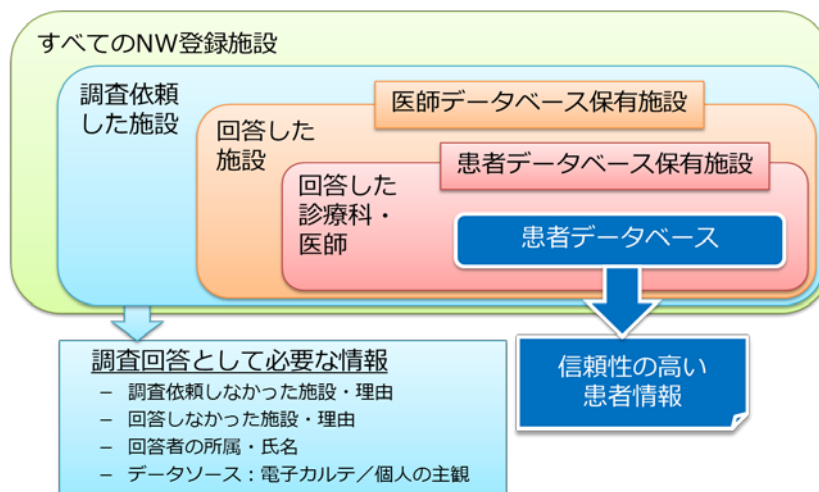 すべてのNW登録施設
調査依頼
した施設
医師データベース保有施設
回答した
施設
患者データベース保有施設
回答した
診療科・
医師
患者データベース
調査回答として必要な情報
– 調査依頼しなかった施設・理由
– 回答しなかった施設・理由
– 回答者の所属・氏名
– データソース：電子カルテ／個人の主観
信頼性の高い
患者情報